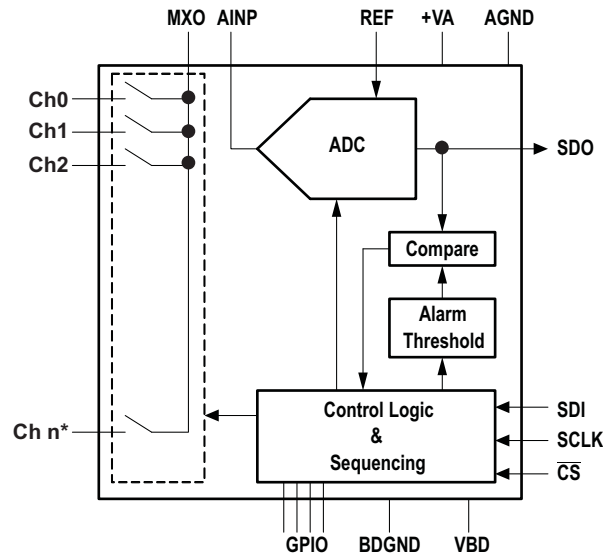 MXO AINP REF +VA AGND
Ch0
Ch1
Ch2
ADC
SDO
Compare
Alarm
Threshold
Control Logic
&
Sequencing
SDI
SCLK
CS
Ch n*
GPIO BDGND VBD